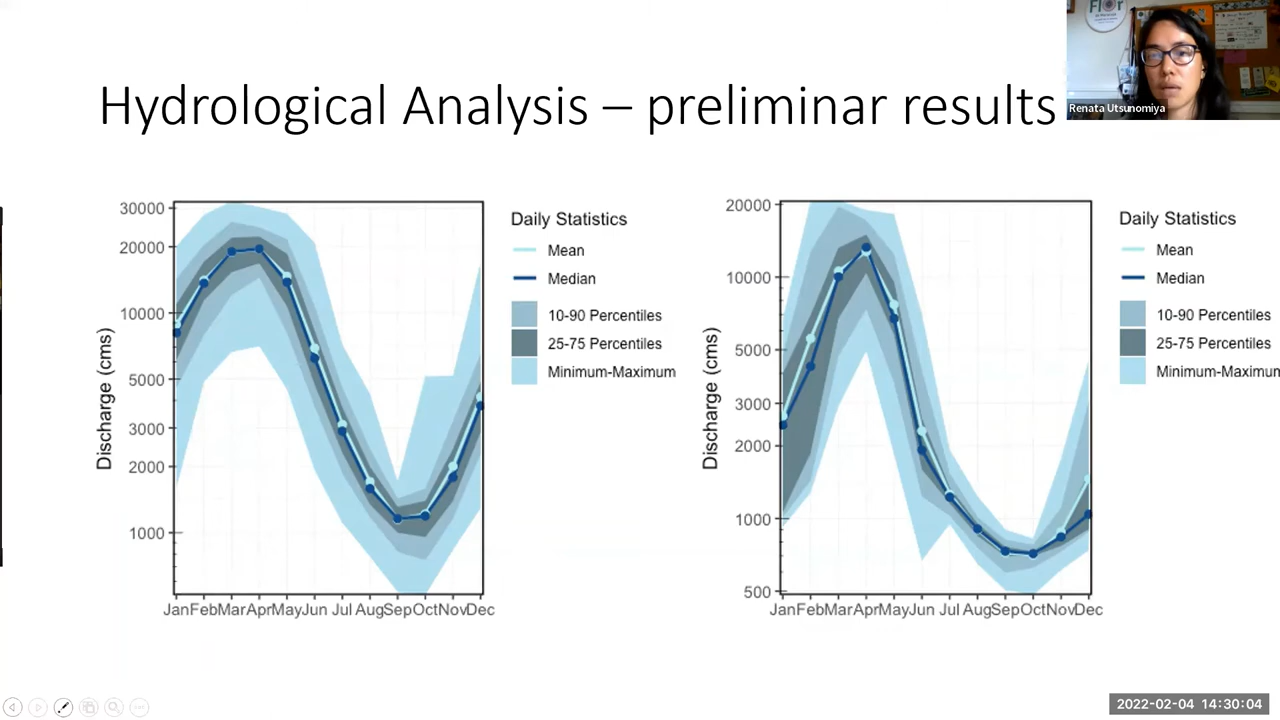 Flor
Hydrological Analysis – preliminar results
Renata Utsunomiya
Discharge (cms)
30000
20000
10000
5000
3000
2000
1000
Jan Feb Mar Apr May Jun Jul Aug Sep Oct Nov Dec
Daily Statistics
Mean
Median
10-90 Percentiles
25-75 Percentiles
Minimum-Maximum
Discharge (cms)
20000
10000
5000
3000
2000
1000
500
Jan Feb Mar Apr May Jun Jul Aug Sep Oct Nov Dec
Daily Statistics
Mean
Median
10-90 Percentiles
25-75 Percentiles
Minimum-Maximum
2022-02-04 14:30:04